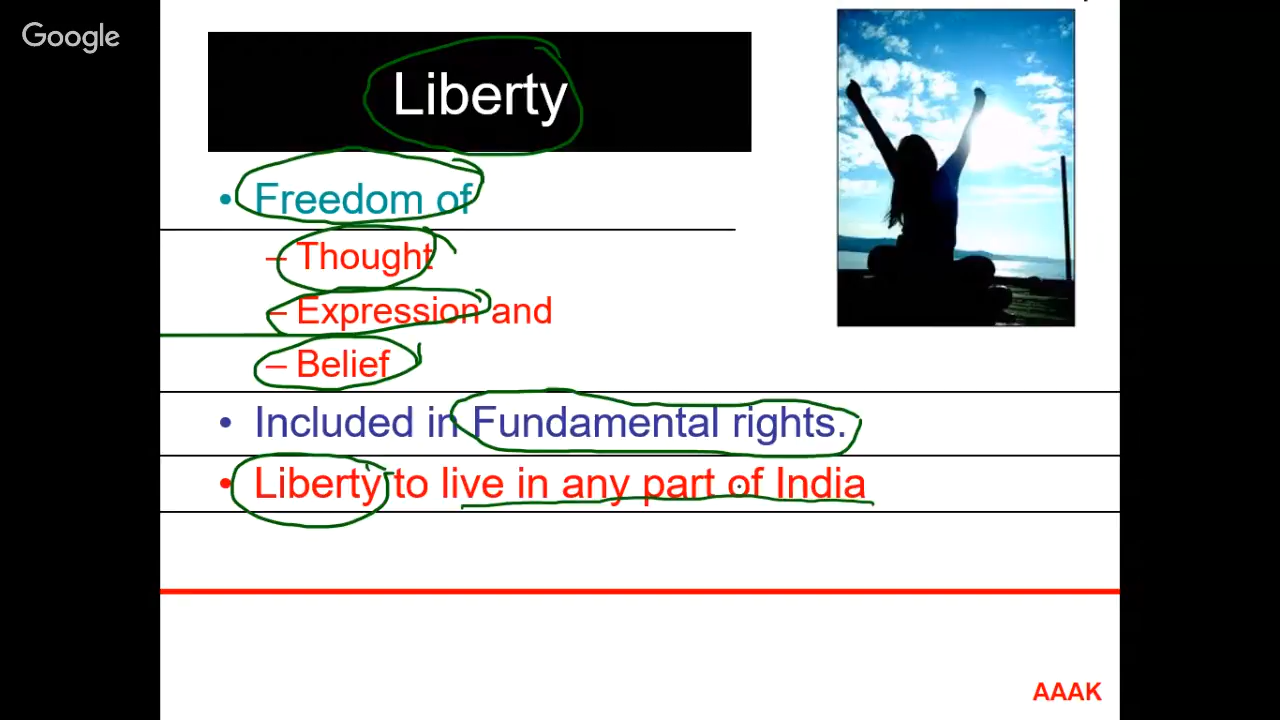 Google
Liberty
• Freedom of
– Thought
– Expression and
– Belief
• Included in Fundamental rights.
• Liberty to live in any part of India
AAAK